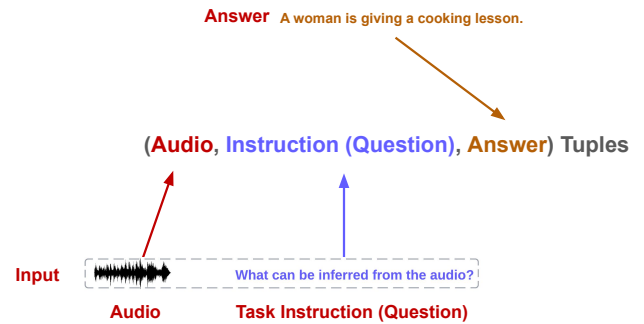 Answer A woman is giving a cooking lesson.
(Audio, Instruction (Question), Answer) Tuples
Input What can be inferred from the audio?
Audio Task Instruction (Question)